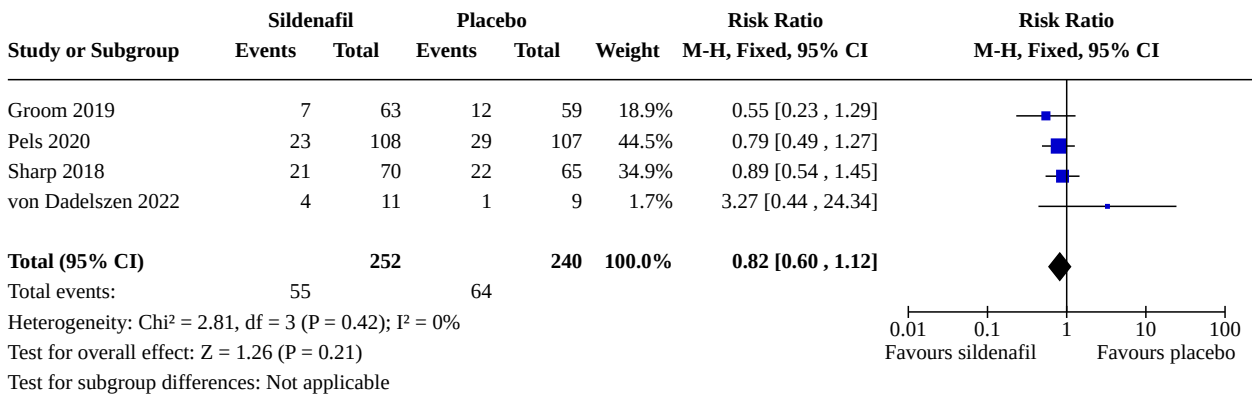 Sildenafil Placebo Risk Ratio Risk Ratio
Study or Subgroup Events Total Events Total Weight M-H, Fixed, 95% CI M-H, Fixed, 95% CI
Groom 2019 7 63 12 59 18.9% 0.55 [0.23 , 1.29]
Pels 2020 23 108 29 107 44.5% 0.79 [0.49 , 1.27]
Sharp 2018 21 70 22 65 34.9% 0.89 [0.54 , 1.45]
von Dadelszen 2022 4 11 1 9 1.7% 3.27 [0.44 , 24.34]
Total (95% CI) 252 240 100.0% 0.82 [0.60 , 1.12]
Total events: 55 64
Heterogeneity: Chi² = 2.81, df = 3 (P = 0.42); I² = 0%
Test for overall effect: Z = 1.26 (P = 0.21)
Test for subgroup differences: Not applicable
0.01 0.1 1 10 100
Favours sildenafil Favours placebo